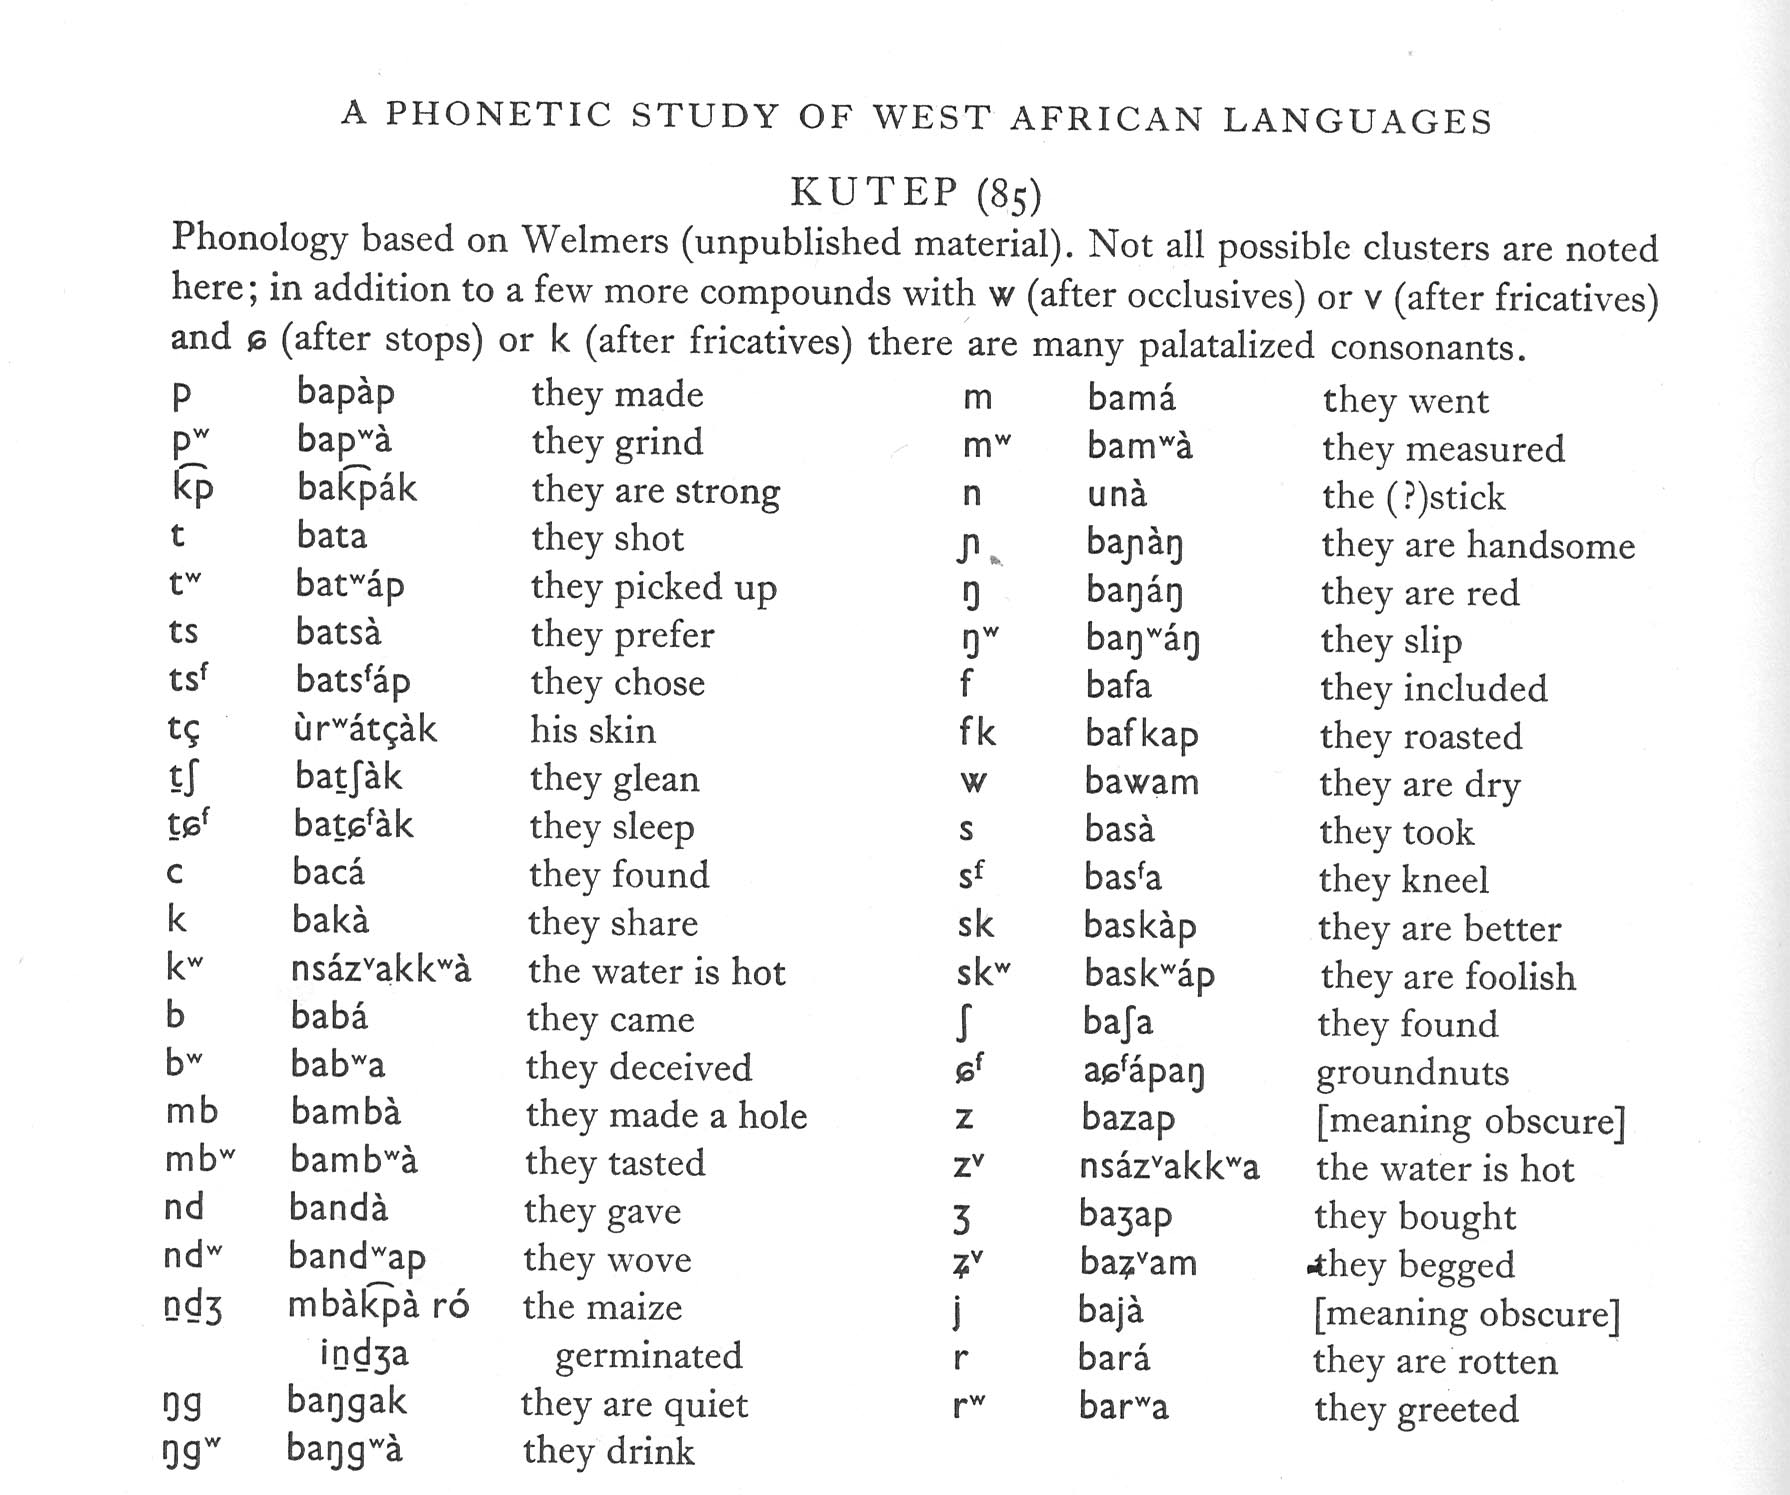 A PHONETIC STUDY OF WEST AFRICAN LANGUAGES
KUTEP (85)
Phonology based on Welmers (unpublished material). Not all possible clusters are noted
here; in addition to a few more compounds with w (after occlusives) or v (after fricatives)
and ɕ (after stops) or k (after fricatives) there are many palatalized consonants.
p bapàp they made
pʷ bapʷà they grind
k͡p bak͡pák they are strong
t bata they shot
tʷ batʷáp they picked up
ts batsà they prefer
tsᶠ batsᶠáp they chose
tç ùrʷátçàk his skin
ṯʃ baṯʃàk they glean
ṯɕᶠ baṯɕᶠàk they sleep
c bacá they found
k bakà they share
kʷ nsázᵛakkʷà the water is hot
b babá they came
bʷ babʷa they deceived
mb bambà they made a hole
mbʷ bambʷà they tasted
nd bandà they gave
ndʷ bandʷap they wove
ṉḏʒ mbàk͡pà ró the maize
iṉḏʒa germinated
ŋg baŋgak they are quiet
ŋgʷ baŋgʷà they drink
m bamá they went
mʷ bamʷà they measured
n unà the (?)stick
ɲ baɲàŋ they are handsome
ŋ baŋáŋ they are red
ŋʷ baŋʷáŋ they slip
f bafa they included
fk bafkap they roasted
w bawam they are dry
s basà they took
sᶠ basᶠa they kneel
sk baskàp they are better
skʷ baskʷáp they are foolish
ʃ baʃa they found
ɕᶠ aɕᶠápaŋ groundnuts
z bazap [meaning obscure]
zᵛ nsázᵛakkʷa the water is hot
ʒ baʒap they bought
ʑᵛ baʑᵛam they begged
j bajà [meaning obscure]
r bará they are rotten
rʷ barʷa they greeted